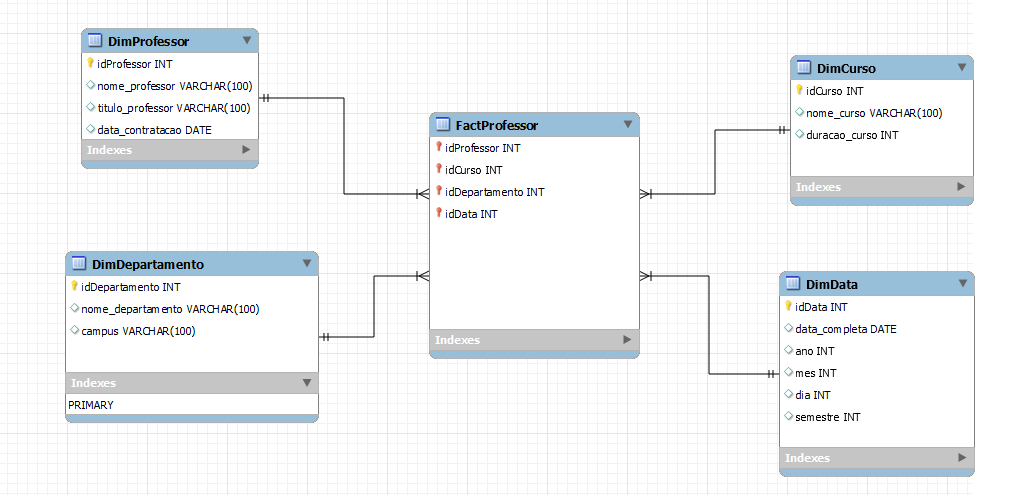 DimProfessor
idProfessor INT
nome_professor VARCHAR(100)
titulo_professor VARCHAR(100)
data_contratacao DATE
Indexes
FactProfessor
idProfessor INT
idCurso INT
idDepartamento INT
idData INT
Indexes
DimCurso
idCurso INT
nome_curso VARCHAR(100)
duracao_curso INT
Indexes
DimDepartamento
idDepartamento INT
nome_departamento VARCHAR(100)
campus VARCHAR(100)
Indexes
PRIMARY
DimData
idData INT
data_completa DATE
ano INT
mes INT
dia INT
semestre INT
Indexes